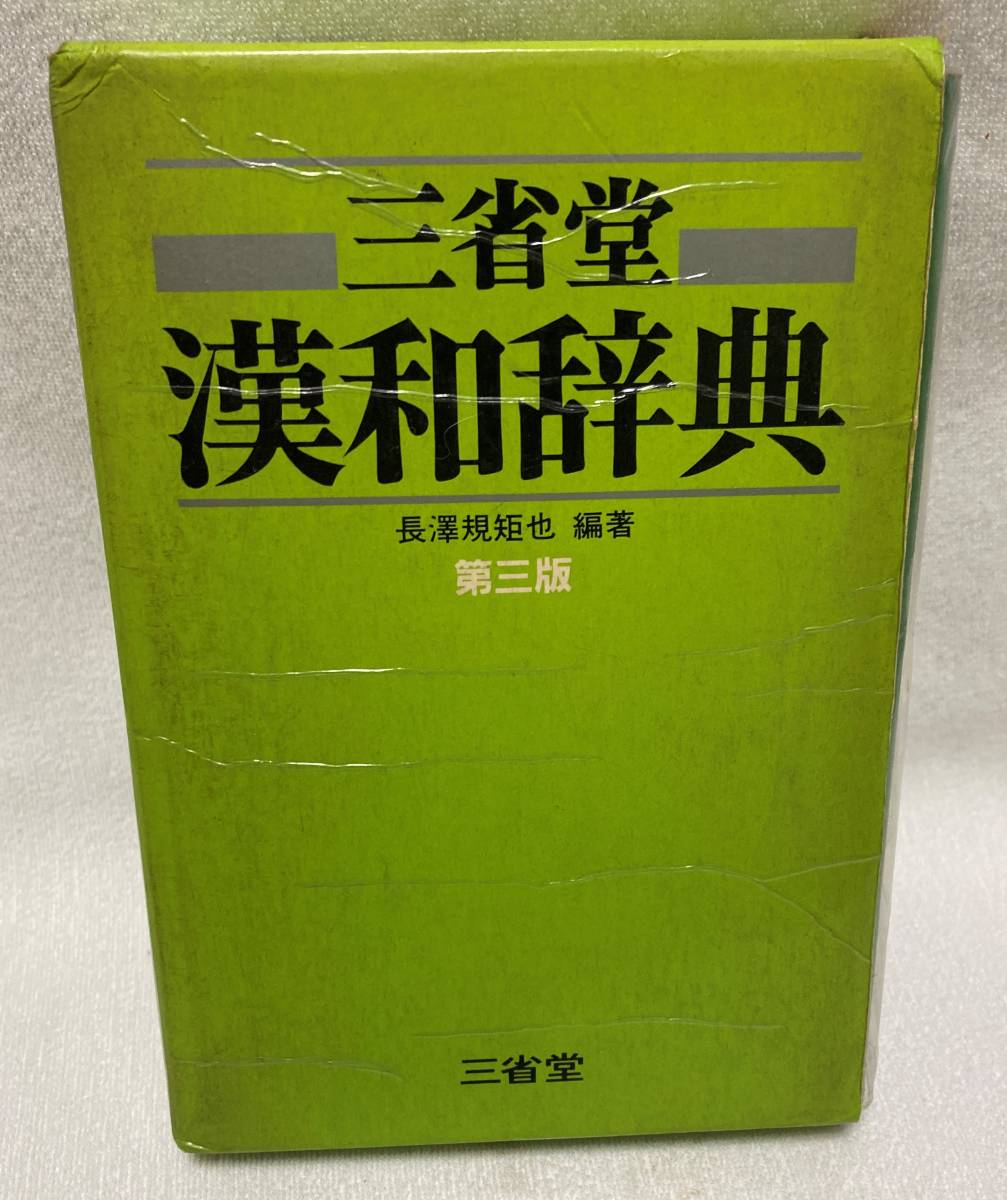 三省堂
漢和辞典
長澤規矩也 編著
第三版
三省堂